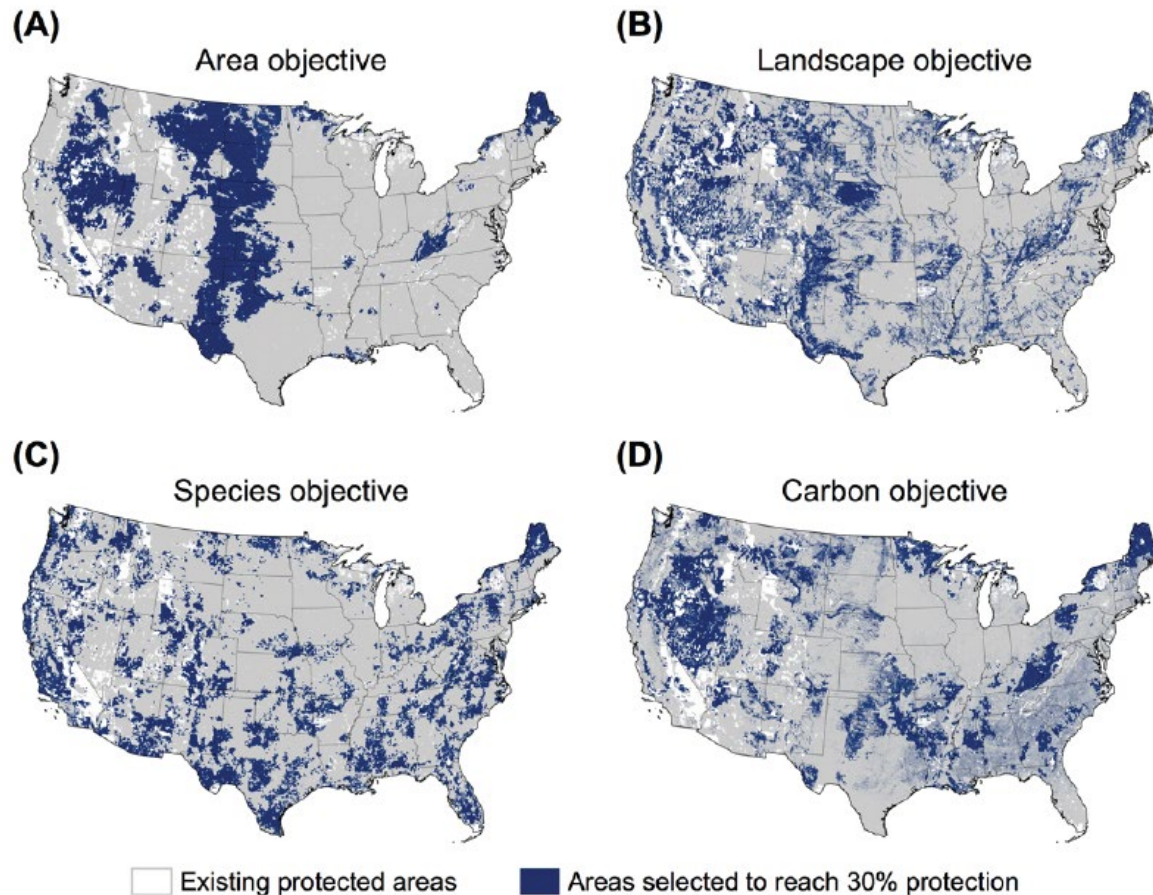 (A)
Area objective
(B)
Landscape objective
(C)
Species objective
(D)
Carbon objective
Existing protected areas
Areas selected to reach 30% protection